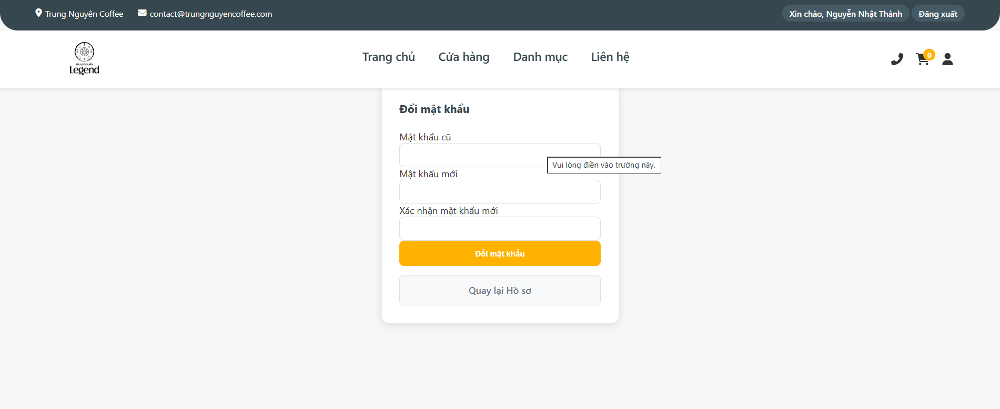 Trung Nguyên Coffee
contact@trungnguyencoffee.com
Xin chào, Nguyễn Nhật Thành
Đăng xuất
TRUNG NGUYÊN
Legend
Trang chủ
Cửa hàng
Danh mục
Liên hệ
0
Đổi mật khẩu
Mật khẩu cũ
Vui lòng điền vào trường này.
Mật khẩu mới
Xác nhận mật khẩu mới
Đổi mật khẩu
Quay lại Hồ sơ